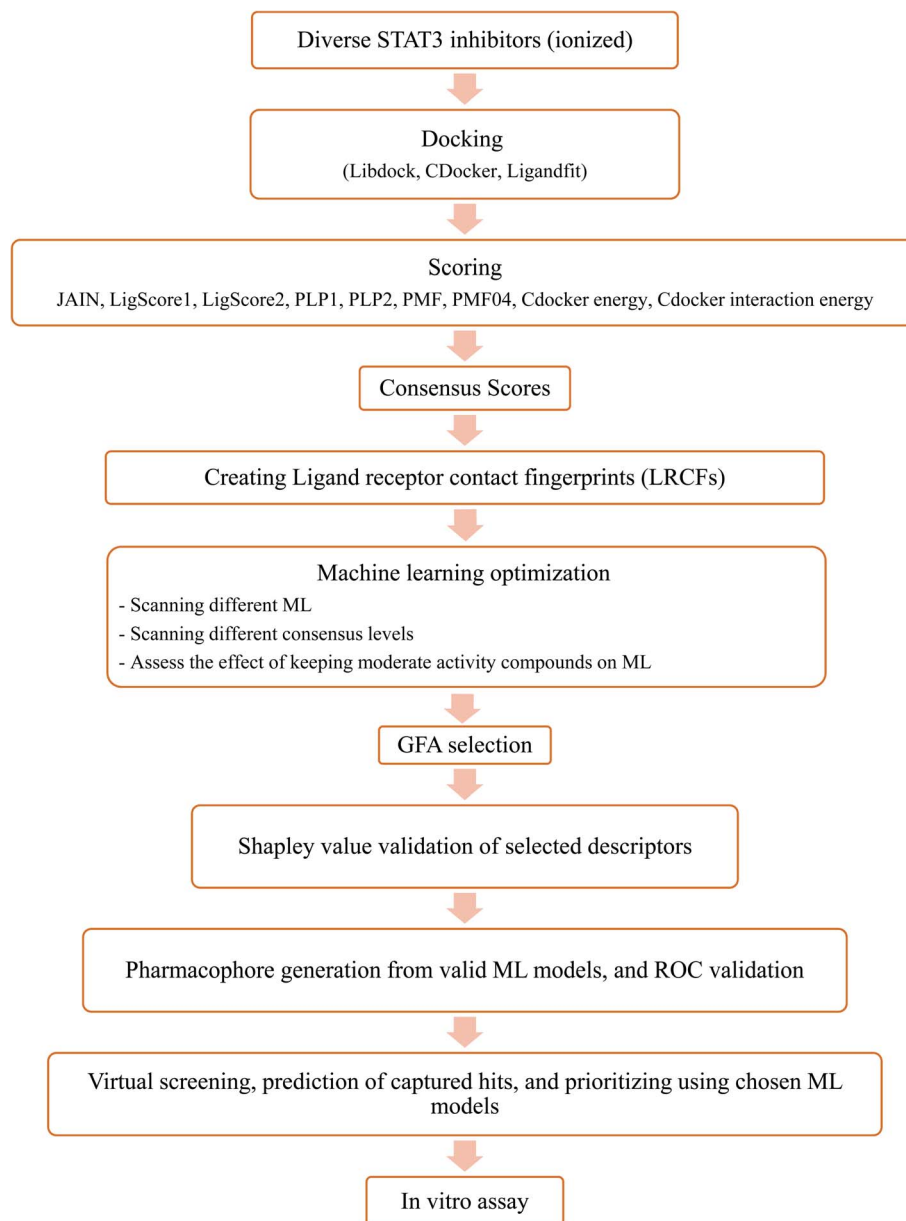 Diverse STAT3 inhibitors (ionized)
Docking
(Libdock, CDocker, Ligandfit)
Scoring
JAIN, LigScore1, LigScore2, PLP1, PLP2, PMF, PMF04, Cdocker energy, Cdocker interaction energy
Consensus Scores
Creating Ligand receptor contact fingerprints (LRCFs)
Machine learning optimization
- Scanning different ML
- Scanning different consensus levels
- Assess the effect of keeping moderate activity compounds on ML
GFA selection
Shapley value validation of selected descriptors
Pharmacophore generation from valid ML models, and ROC validation
Virtual screening, prediction of captured hits, and prioritizing using chosen ML
models
In vitro assay